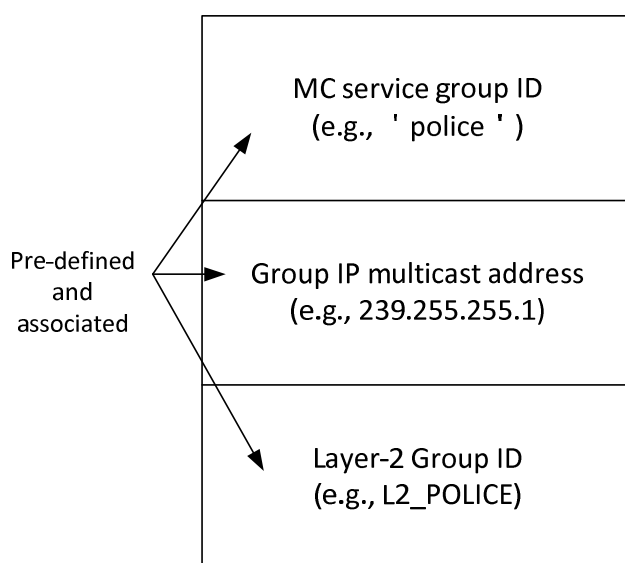 MC service group ID
(e.g., ＇police＇)
Pre-defined
and
associated
Group IP multicast address
(e.g., 239.255.255.1)
Layer-2 Group ID
(e.g., L2_POLICE)